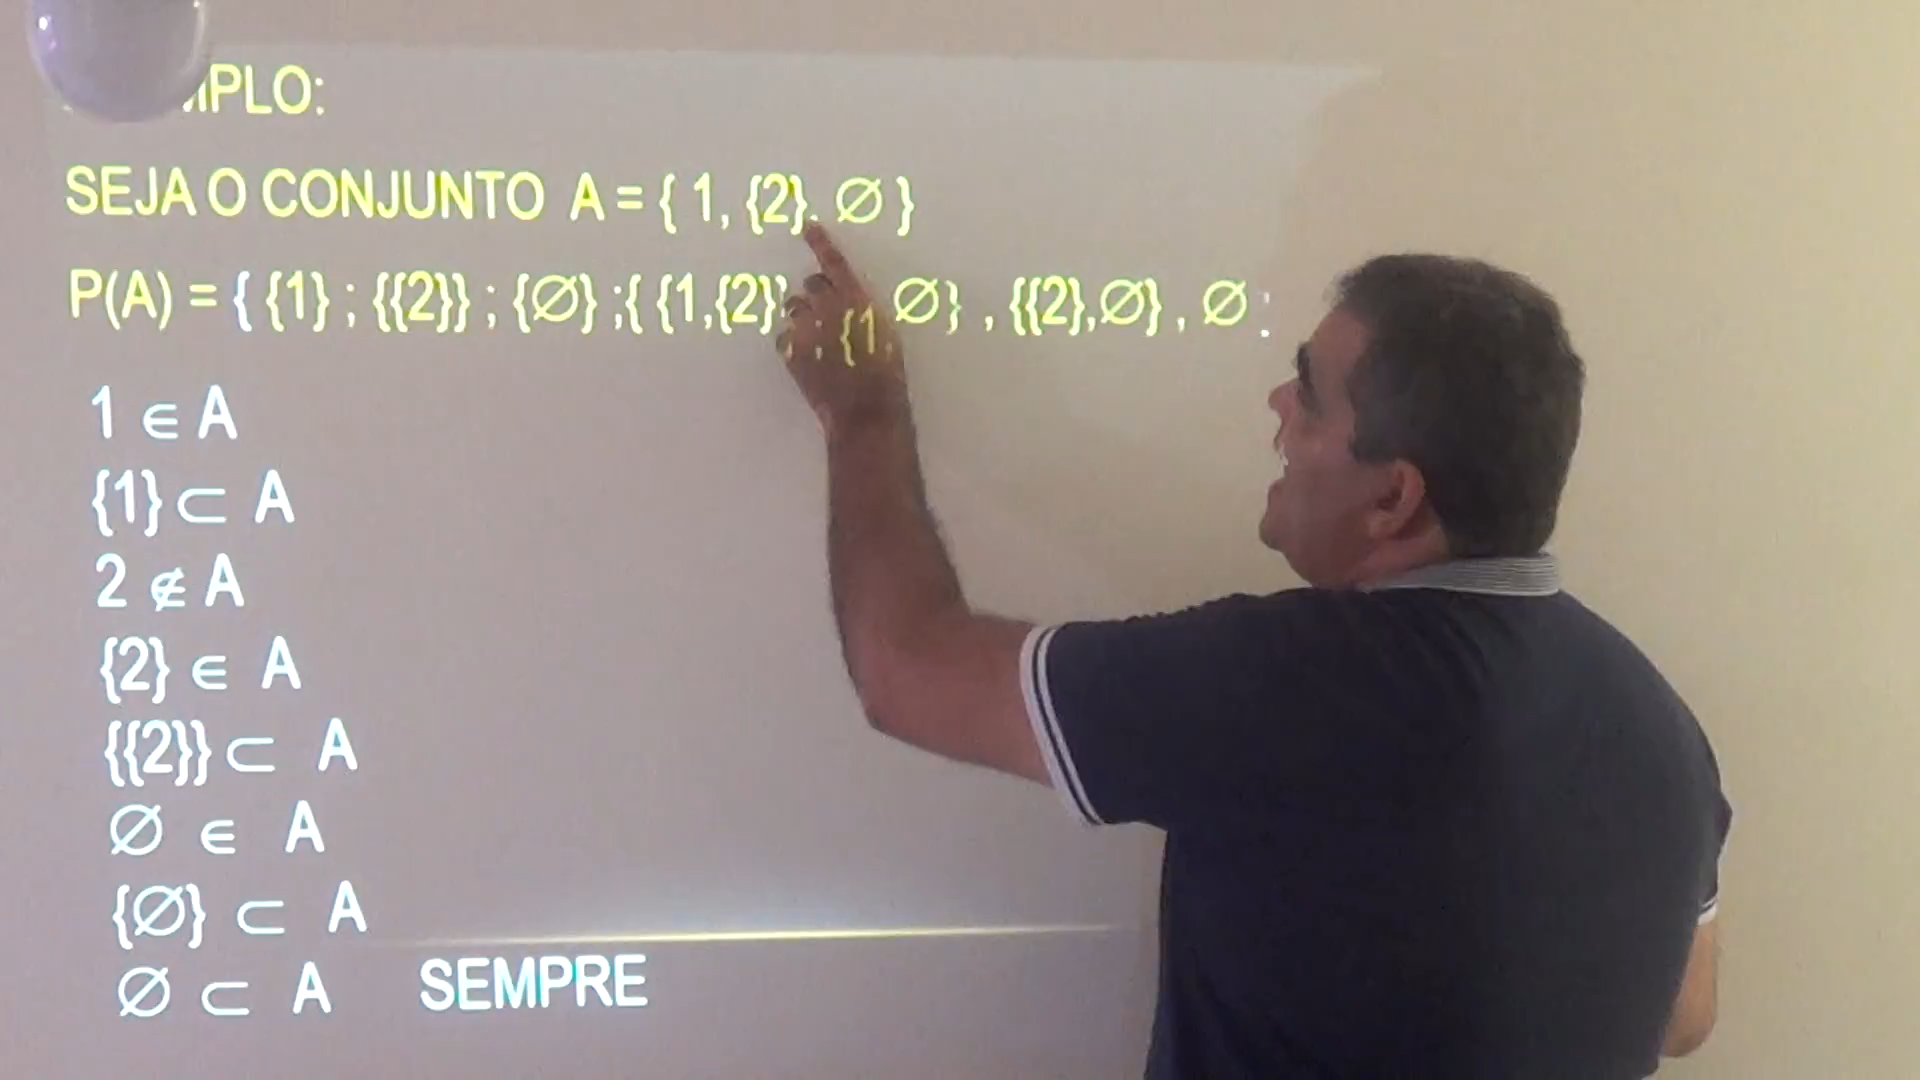 MPLO:
SEJA O CONJUNTO A = { 1, {2}, ∅ }
P(A) = { {1} ; {{2}} ; {∅} ;{ {1,{2}} ; {1, ∅} , {{2},∅} , ∅ ;
1 ∈ A
{1} ⊂ A
2 ∉ A
{2} ∈ A
{{2}} ⊂ A
∅ ∈ A
{∅} ⊂ A
∅ ⊂ A SEMPRE